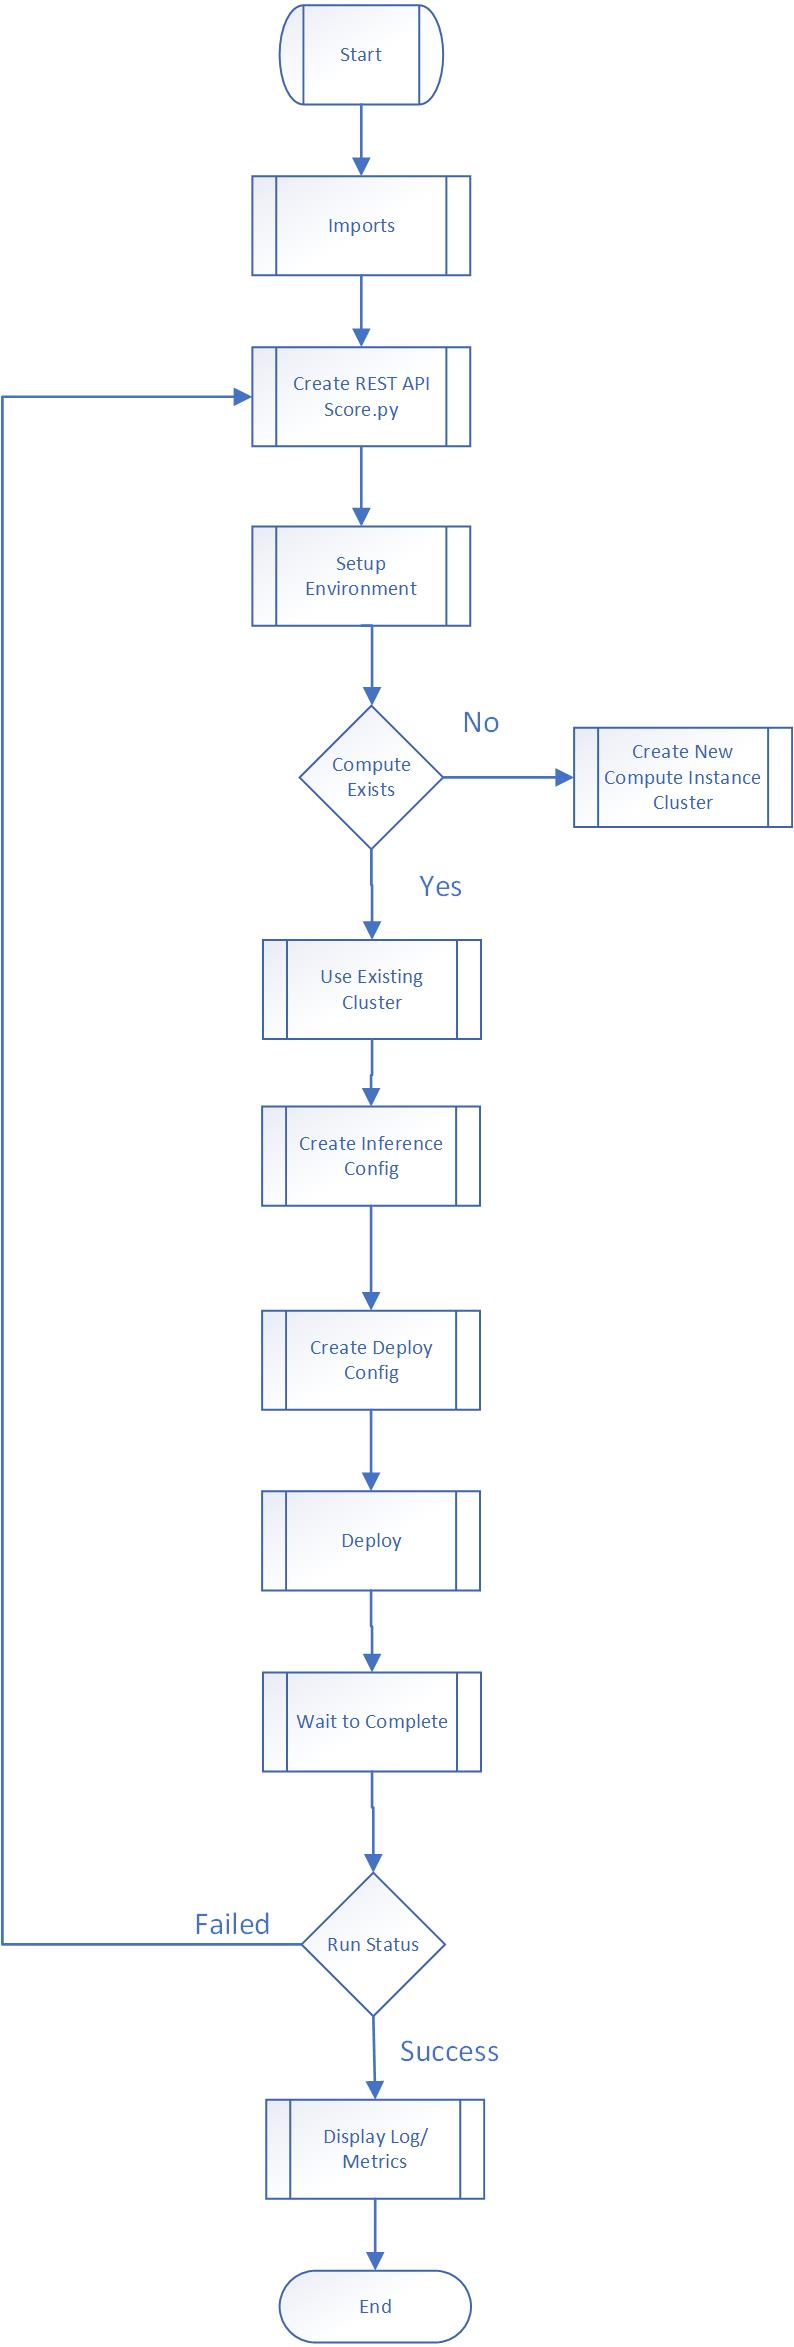 Start
Imports
Create REST API
Score.py
Setup
Environment
Compute
Exists
No
Create New
Compute Instance
Cluster
Yes
Use Existing
Cluster
Create Inference
Config
Create Deploy
Config
Deploy
Wait to Complete
Failed
Run Status
Success
Display Log/
Metrics
End